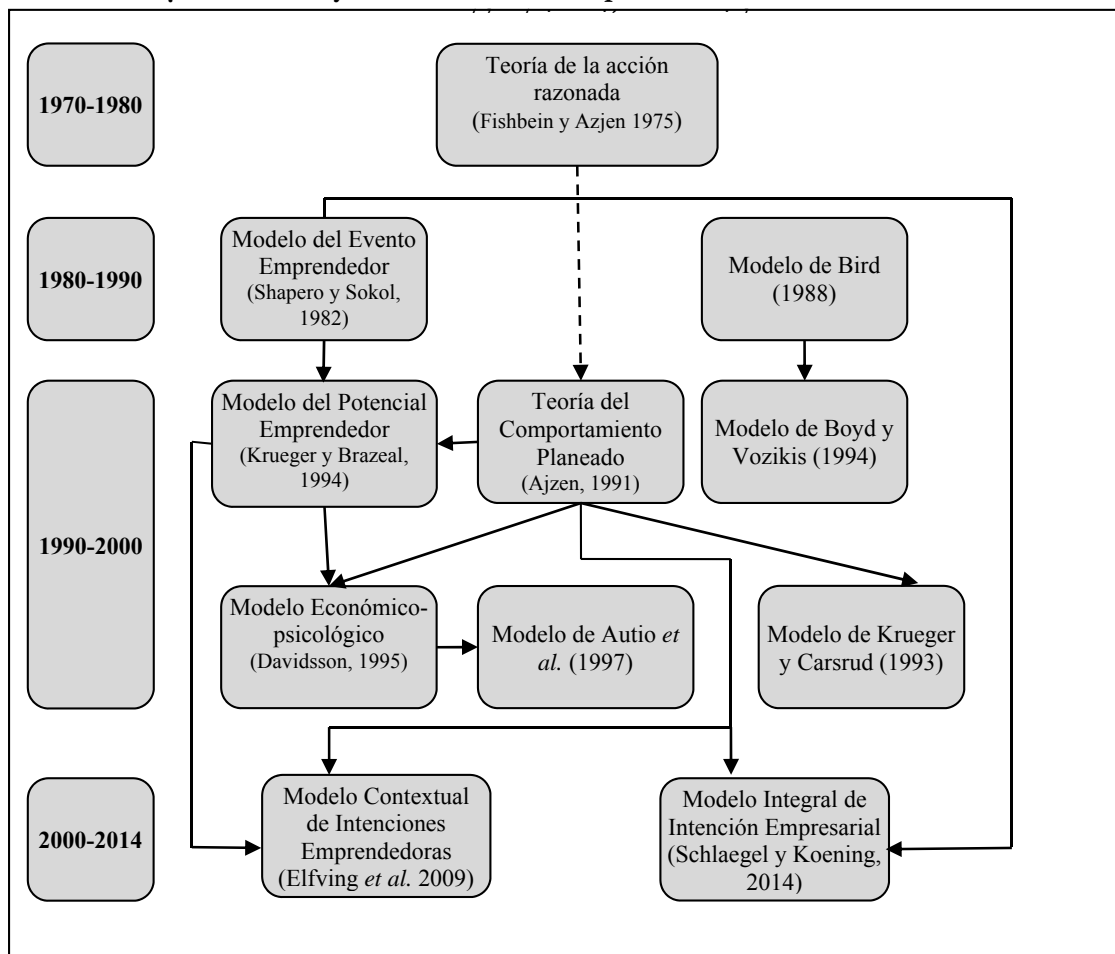 1970-1980
Teoría de la acción
razonada
(Fishbein y Azjen 1975)
1980-1990
Modelo del Evento
Emprendedor
(Shapero y Sokol,
1982)
Modelo de Bird
(1988)
1990-2000
Modelo del Potencial
Emprendedor
(Krueger y Brazeal,
1994)
Teoría del
Comportamiento
Planeado
(Ajzen, 1991)
Modelo de Boyd y
Vozikis (1994)
Modelo Económico-
psicológico
(Davidsson, 1995)
Modelo de Autio et
al. (1997)
Modelo de Krueger
y Carsrud (1993)
2000-2014
Modelo Contextual
de Intenciones
Emprendedoras
(Elfving et al. 2009)
Modelo Integral de
Intención Empresarial
(Schlaegel y Koening,
2014)